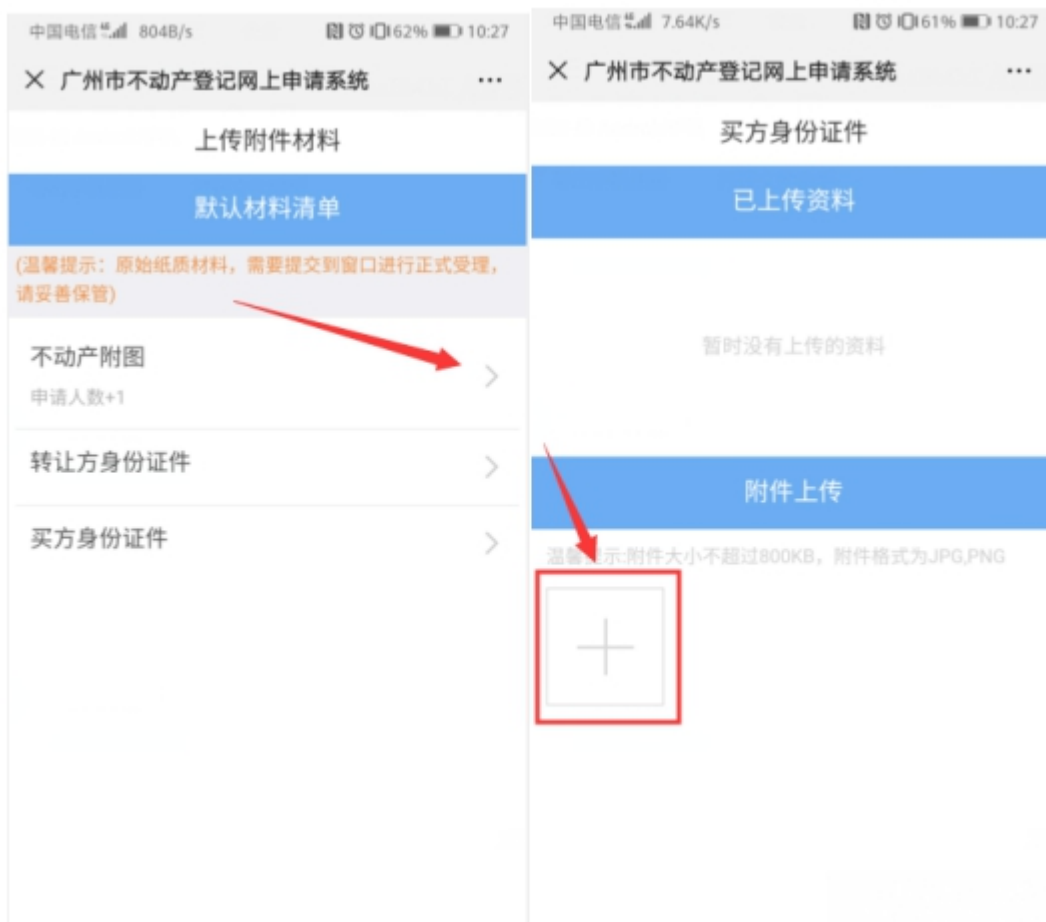 中国电信 804B/s 62% 10:27
广州市不动产登记网上申请系统
上传附件材料
默认材料清单
(温馨提示：原始纸质材料，需要提交到窗口进行正式受理，
请妥善保管)
不动产附图
申请人数+1
转让方身份证件
买方身份证件
中国电信 7.64K/s 61% 10:27
广州市不动产登记网上申请系统
买方身份证件
已上传资料
暂时没有上传的资料
附件上传
温馨提示:附件大小不超过800KB，附件格式为JPG,PNG